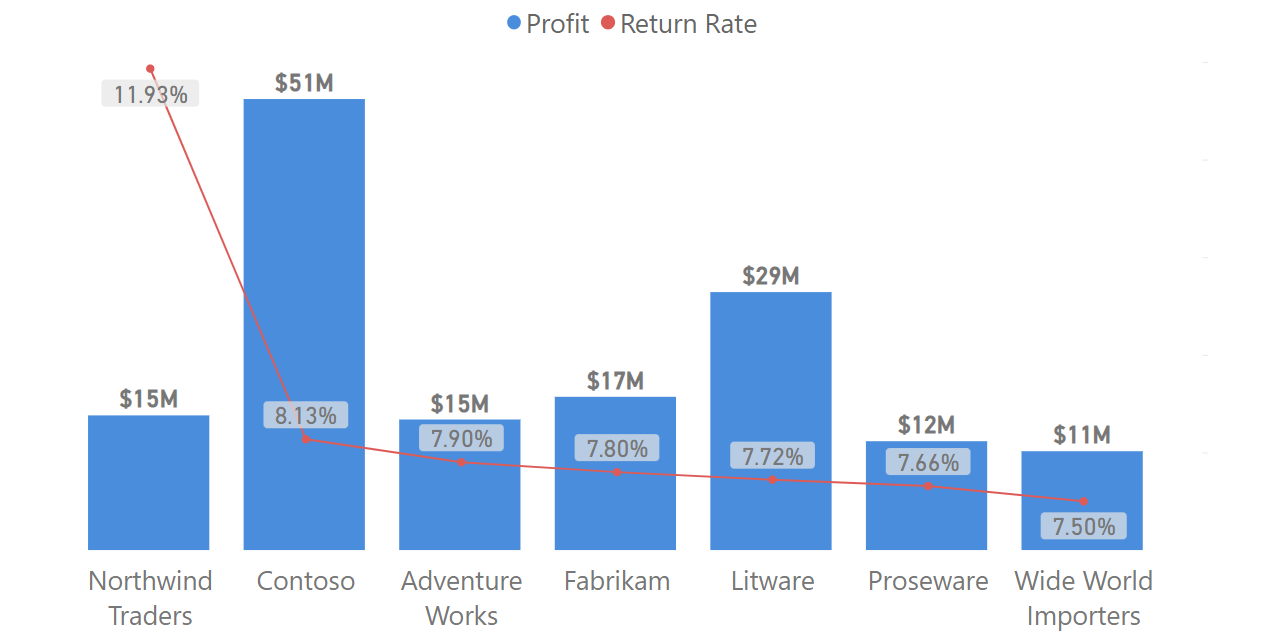 Profit Return Rate
11.93%
$51M
$29M
$17M
$15M
$15M
8.13%
$12M
7.90%
$11M
7.80%
7.72%
7.66%
7.50%
Northwind Traders
Contoso
Adventure Works
Fabrikam
Litware
Proseware
Wide World Importers